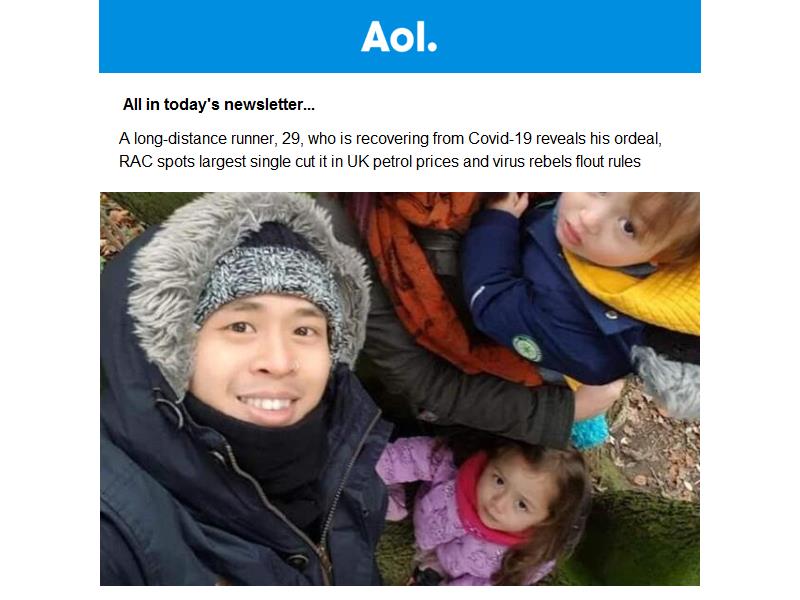 Aol.
All in today's newsletter...
A long-distance runner, 29, who is recovering from Covid-19 reveals his ordeal,
RAC spots largest single cut it in UK petrol prices and virus rebels flout rules